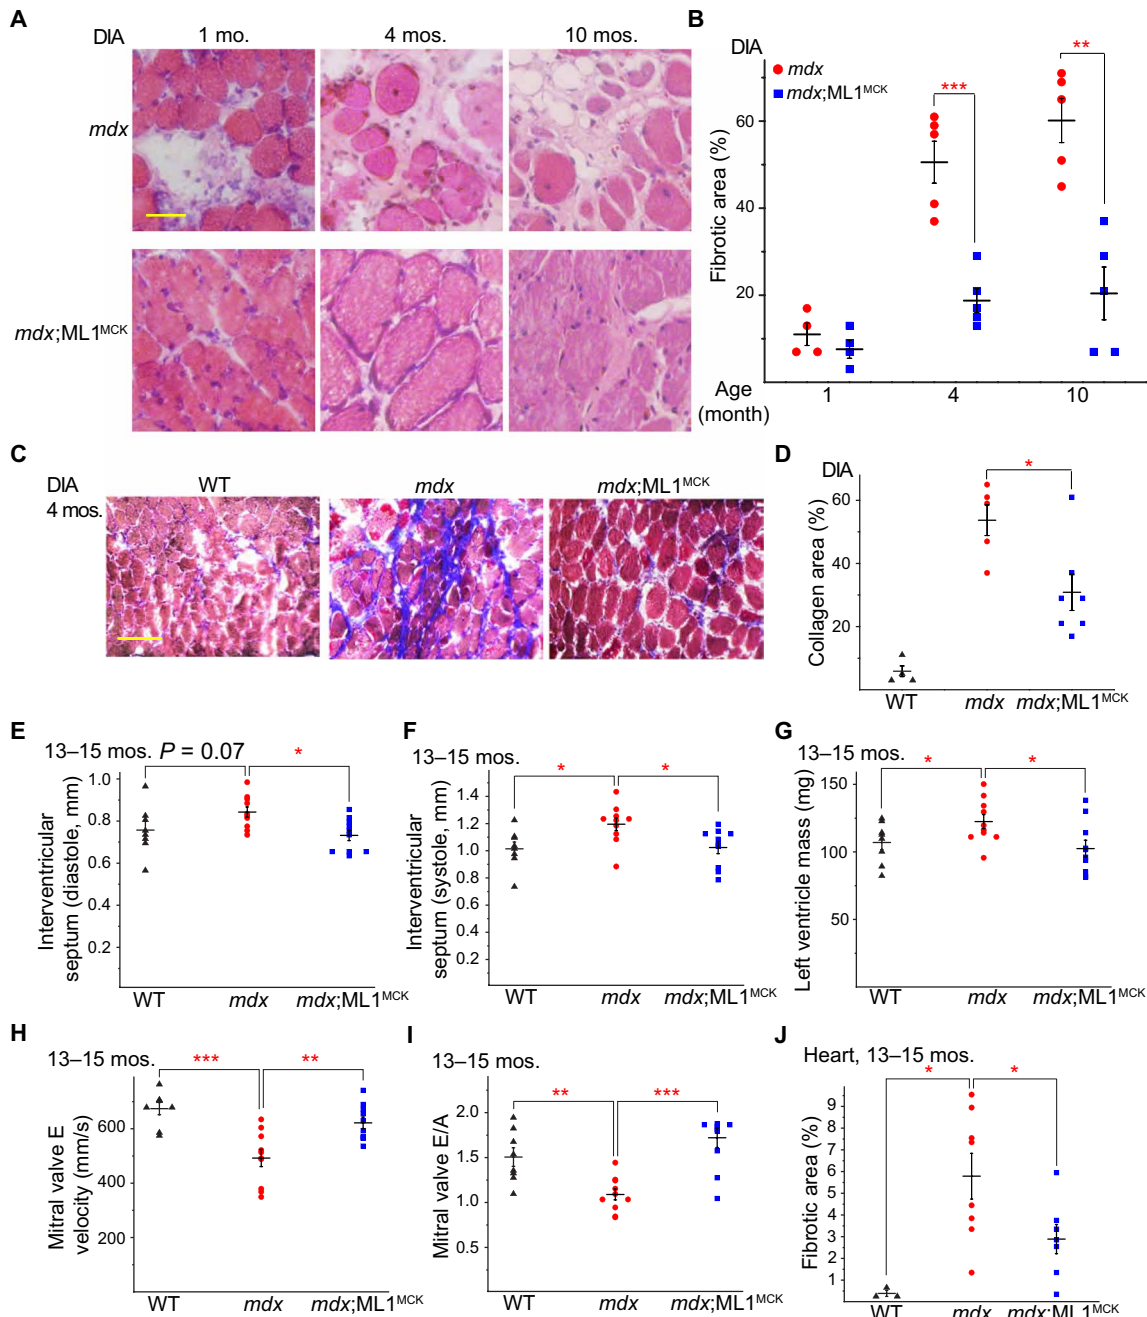 A
DIA
1 mo.
4 mos.
10 mos.
mdx
mdx;ML1MCK
B
DIA
mdx
mdx;ML1MCK
***
**
Fibrotic area (%)
60
40
20
1
4
10
Age
(month)
C
DIA
4 mos.
WT
mdx
mdx;ML1MCK
D
DIA
*
Collagen area (%)
60
40
20
WT
mdx
mdx;ML1MCK
E
13–15 mos.
P = 0.07
*
Interventricular
septum (diastole, mm)
1.0
0.8
0.6
0.4
0.2
WT
mdx
mdx;ML1MCK
F
13–15 mos.
*
*
Interventricular
septum (systole, mm)
1.4
1.2
1.0
0.8
0.6
0.4
0.2
WT
mdx
mdx;ML1MCK
G
13–15 mos.
*
*
Left ventricle mass (mg)
150
100
50
WT
mdx
mdx;ML1MCK
H
13–15 mos.
***
**
Mitral valve E
velocity (mm/s)
600
400
200
WT
mdx
mdx;ML1MCK
I
13–15 mos.
**
***
Mitral valve E/A
2.0
1.5
1.0
0.5
WT
mdx
mdx;ML1MCK
J
Heart, 13–15 mos.
*
*
Fibrotic area (%)
9
8
7
6
5
4
3
2
1
WT
mdx
mdx;ML1MCK